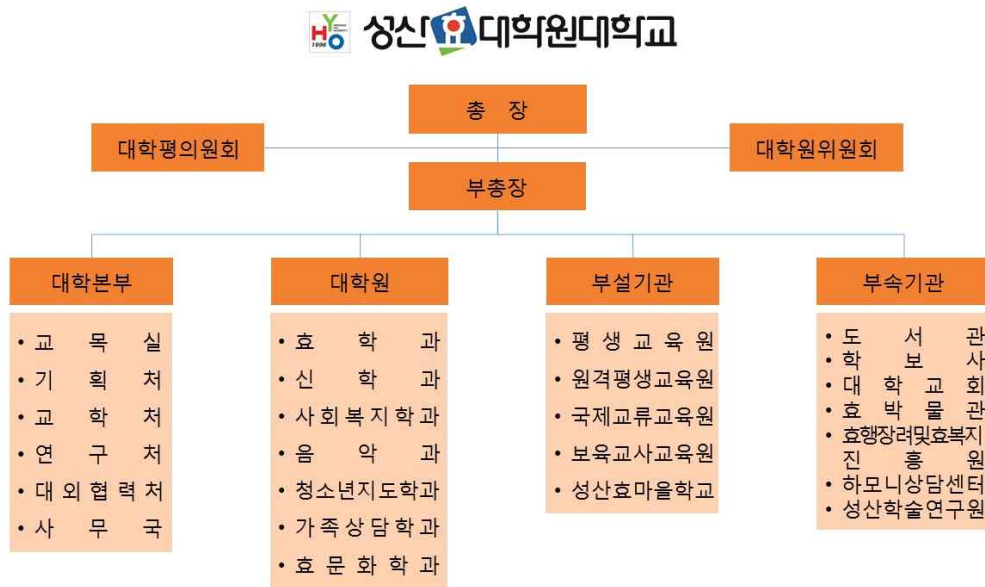 HYO
1996
성산효대학원대학교
총 장
대학평의원회
대학원위원회
부총장
대학본부
• 교 목 실
• 기 획 처
• 교 학 처
• 연 구 처
• 대외협력처
• 사 무 국
대학원
• 효 학 과
• 신 학 과
• 사회복지학과
• 음 악 과
• 청소년지도학과
• 가족상담학과
• 효문화학과
부설기관
• 평생교육원
• 원격평생교육원
• 국제교류교육원
• 보육교사교육원
• 성산효마을학교
부속기관
• 도 서 관
• 학 보 사
• 대 학 교 회
• 효 박 물 관
• 효행장려및효복지
진 흥 원
• 하모니상담센터
• 성산학술연구원